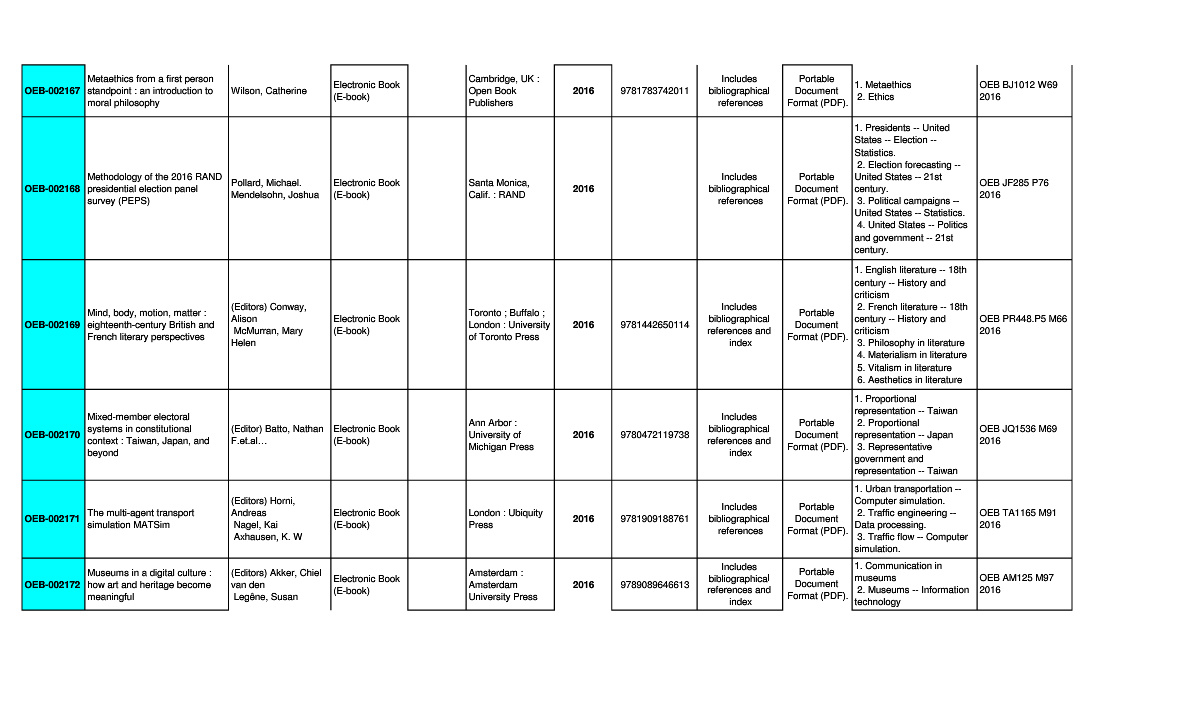 OEB-002167
Metaethics from a first person
standpoint : an introduction to
moral philosophy
Wilson, Catherine
Electronic Book
(E-book)
Cambridge, UK :
Open Book
Publishers
2016
9781783742011
Includes
bibliographical
references
Portable
Document
Format (PDF).
1. Metaethics
2. Ethics
OEB BJ1012 W69
2016
OEB-002168
Methodology of the 2016 RAND
presidential election panel
survey (PEPS)
Pollard, Michael.
Mendelsohn, Joshua
Electronic Book
(E-book)
Santa Monica,
Calif. : RAND
2016
Includes
bibliographical
references
Portable
Document
Format (PDF).
1. Presidents -- United
States -- Election --
Statistics.
2. Election forecasting --
United States -- 21st
century.
3. Political campaigns --
United States -- Statistics.
4. United States -- Politics
and government -- 21st
century.
OEB JF285 P76
2016
OEB-002169
Mind, body, motion, matter :
eighteenth-century British and
French literary perspectives
(Editors) Conway,
Alison
McMurran, Mary
Helen
Electronic Book
(E-book)
Toronto ; Buffalo ;
London : University
of Toronto Press
2016
9781442650114
Includes
bibliographical
references and
index
Portable
Document
Format (PDF).
1. English literature -- 18th
century -- History and
criticism
2. French literature -- 18th
century -- History and
criticism
3. Philosophy in literature
4. Materialism in literature
5. Vitalism in literature
6. Aesthetics in literature
OEB PR448.P5 M66
2016
OEB-002170
Mixed-member electoral
systems in constitutional
context : Taiwan, Japan, and
beyond
(Editor) Batto, Nathan
F.et.al...
Electronic Book
(E-book)
Ann Arbor :
University of
Michigan Press
2016
9780472119738
Includes
bibliographical
references and
index
Portable
Document
Format (PDF).
1. Proportional
representation -- Taiwan
2. Proportional
representation -- Japan
3. Representative
government and
representation -- Taiwan
OEB JQ1536 M69
2016
OEB-002171
The multi-agent transport
simulation MATSim
(Editors) Horni,
Andreas
Nagel, Kai
Axhausen, K. W
Electronic Book
(E-book)
London : Ubiquity
Press
2016
9781909188761
Includes
bibliographical
references
Portable
Document
Format (PDF).
1. Urban transportation --
Computer simulation.
2. Traffic engineering --
Data processing.
3. Traffic flow -- Computer
simulation.
OEB TA1165 M91
2016
OEB-002172
Museums in a digital culture :
how art and heritage become
meaningful
(Editors) Akker, Chiel
van den
Legêne, Susan
Electronic Book
(E-book)
Amsterdam :
Amsterdam
University Press
2016
9789089646613
Includes
bibliographical
references and
index
Portable
Document
Format (PDF).
1. Communication in
museums
2. Museums -- Information
technology
OEB AM125 M97
2016